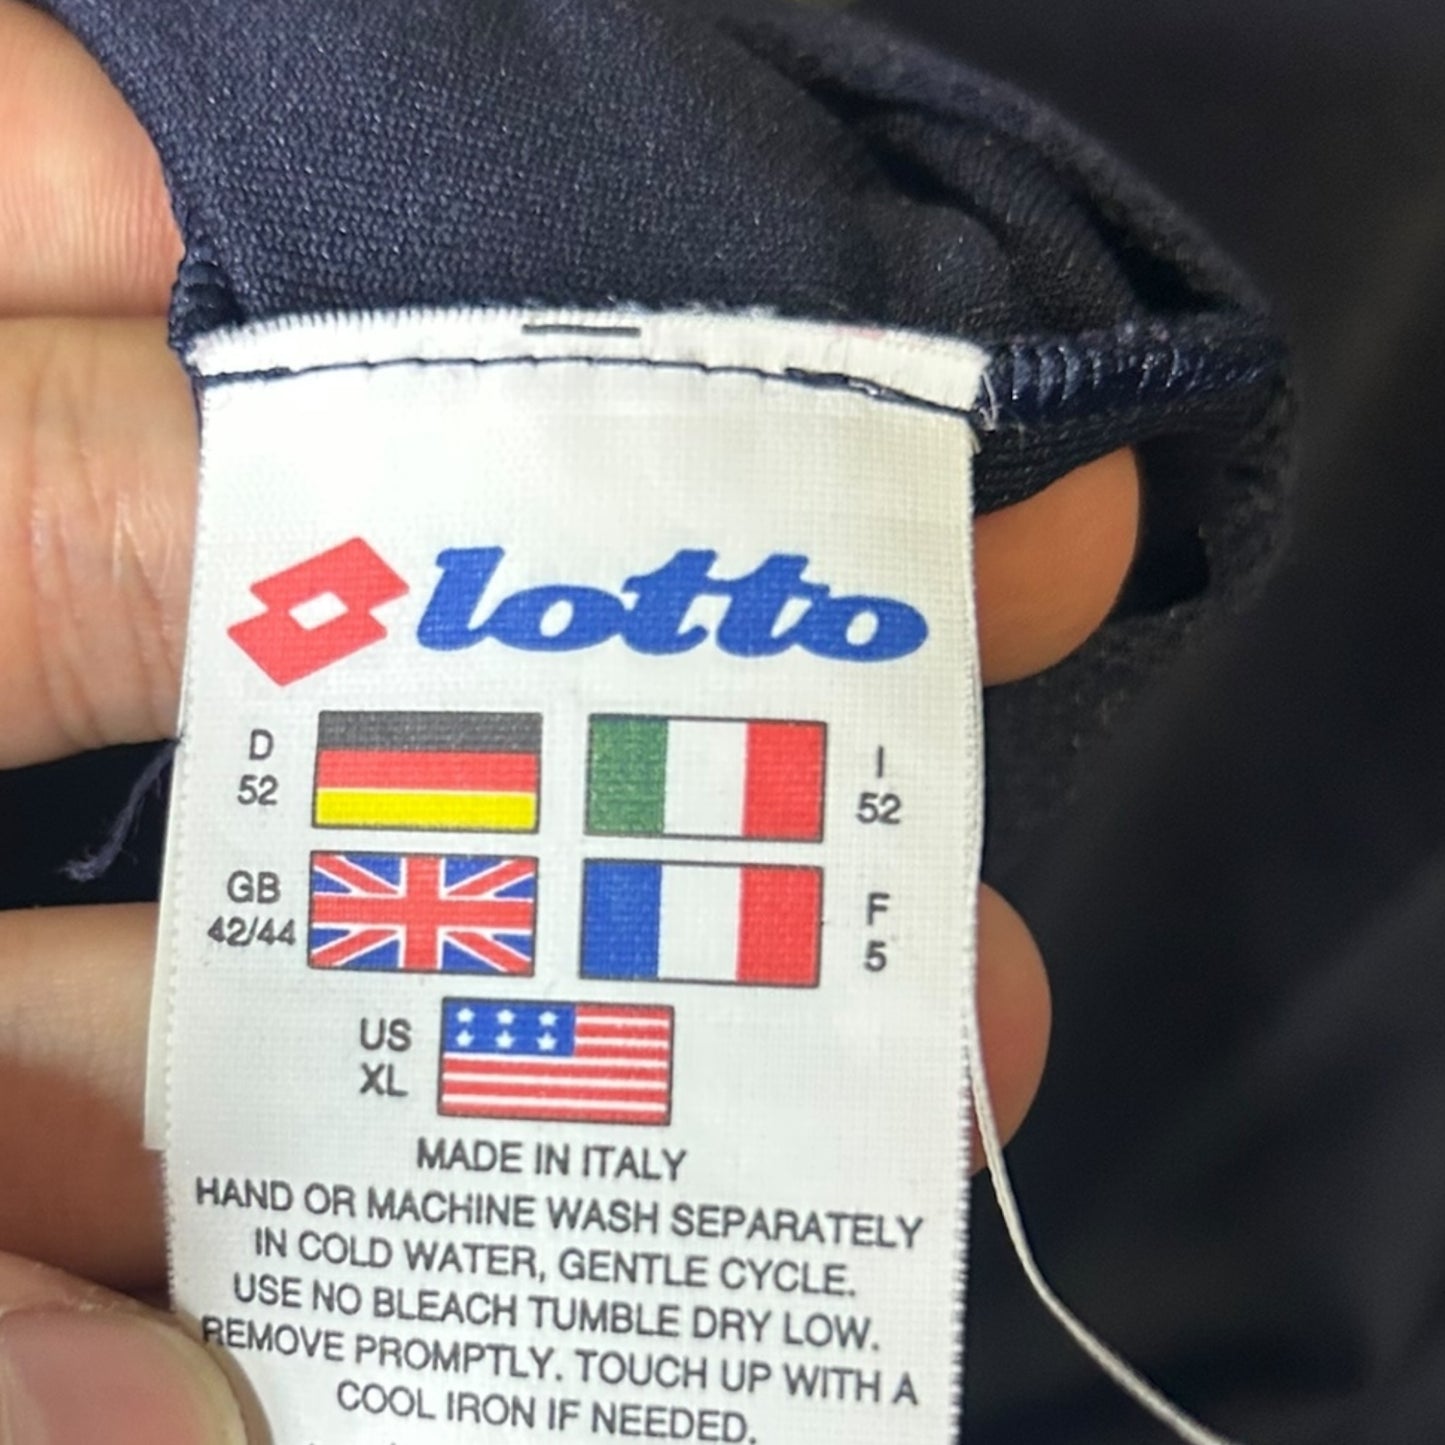 lotto
D
52
I
52
GB
42/44
F
5
US
XL
MADE IN ITALY
HAND OR MACHINE WASH SEPARATELY
IN COLD WATER, GENTLE CYCLE.
USE NO BLEACH TUMBLE DRY LOW.
REMOVE PROMPTLY. TOUCH UP WITH A
COOL IRON IF NEEDED.